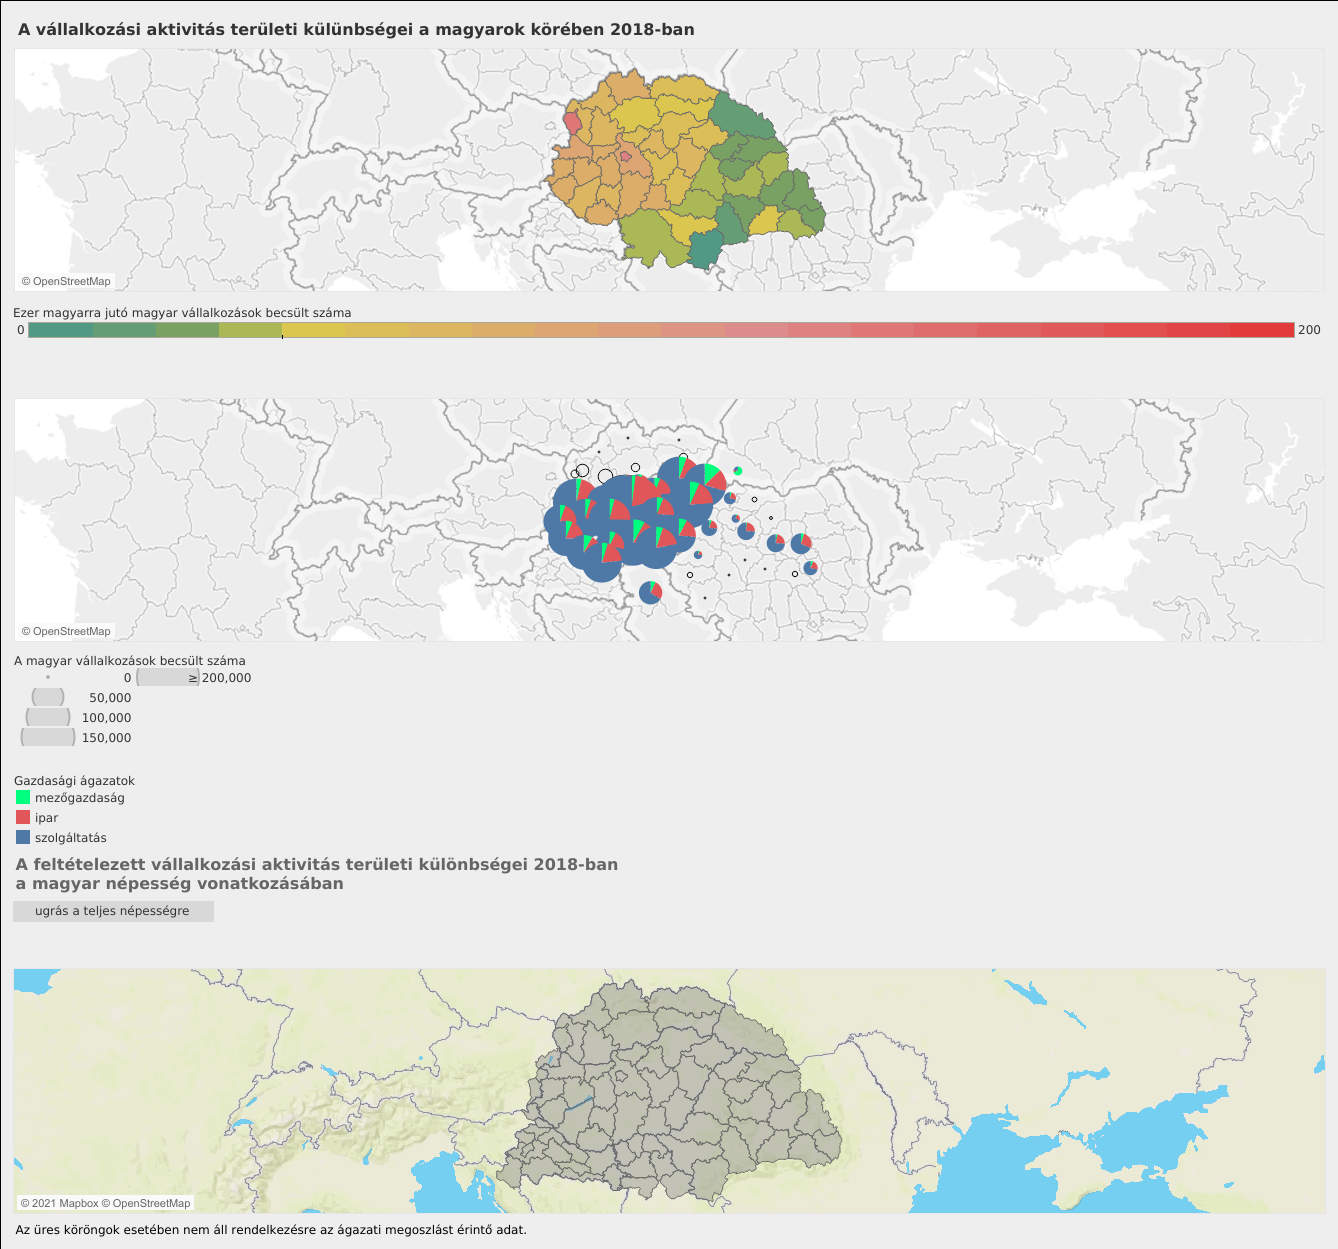 A vállalkozási aktivitás területi külünbségei a magyarok körében 2018-ban
© OpenStreetMap
Ezer magyarra jutó magyar vállalkozások becsült száma
0 200
© OpenStreetMap
A magyar vállalkozások becsült száma
0 ≥ 200,000
50,000
100,000
150,000
Gazdasági ágazatok
mezőgazdaság
ipar
szolgáltatás
A feltételezett vállalkozási aktivitás területi különbségei 2018-ban
a magyar népesség vonatkozásában
ugrás a teljes népességre
© 2021 Mapbox © OpenStreetMap
Az üres köröngok esetében nem áll rendelkezésre az ágazati megoszlást érintő adat.